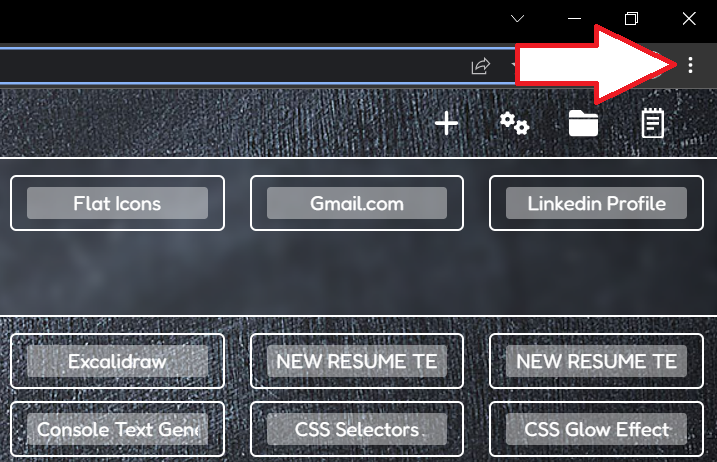 Flat Icons
Gmail.com
Linkedin Profile
Excalidraw
NEW RESUME TE
NEW RESUME TE
Console Text Gen
CSS Selectors
CSS Glow Effect